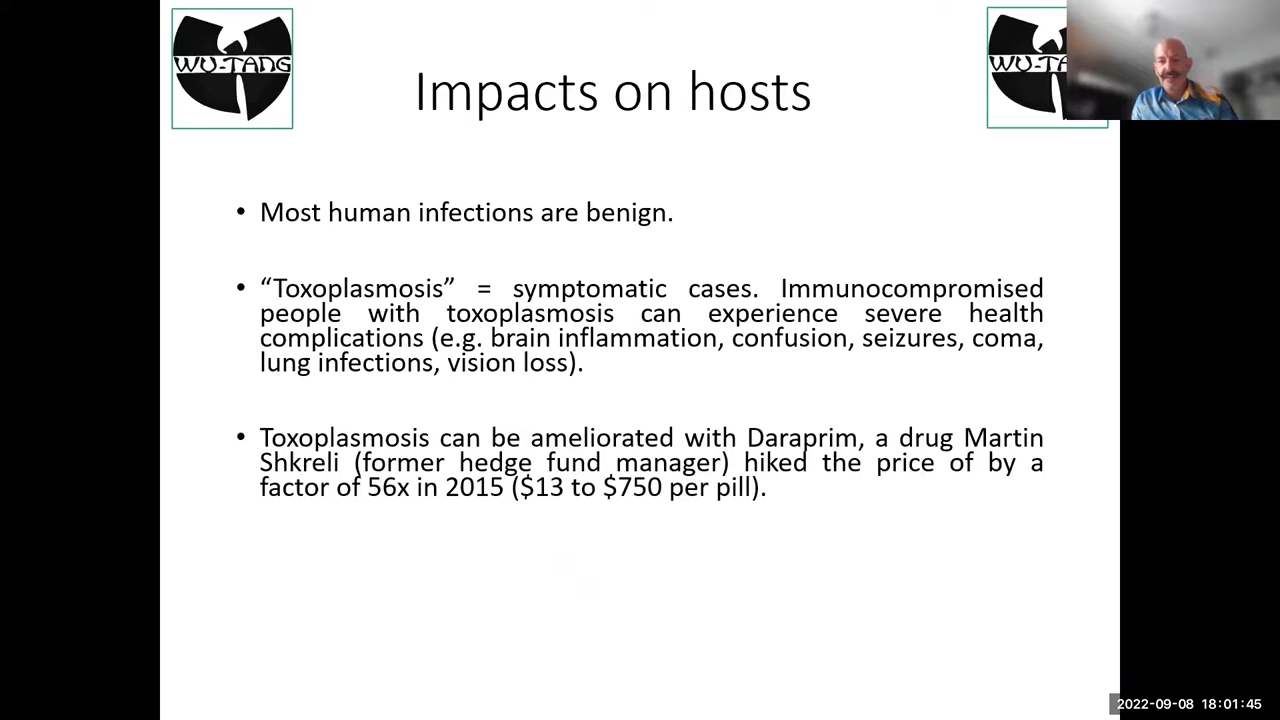 WU-TANG
WU-TA
Impacts on hosts
• Most human infections are benign.
• “Toxoplasmosis” = symptomatic cases. Immunocompromised
people with toxoplasmosis can experience severe health
complications (e.g. brain inflammation, confusion, seizures, coma,
lung infections, vision loss).
• Toxoplasmosis can be ameliorated with Daraprim, a drug Martin
Shkreli (former hedge fund manager) hiked the price of by a
factor of 56x in 2015 ($13 to $750 per pill).
2022-09-08 18:01:45